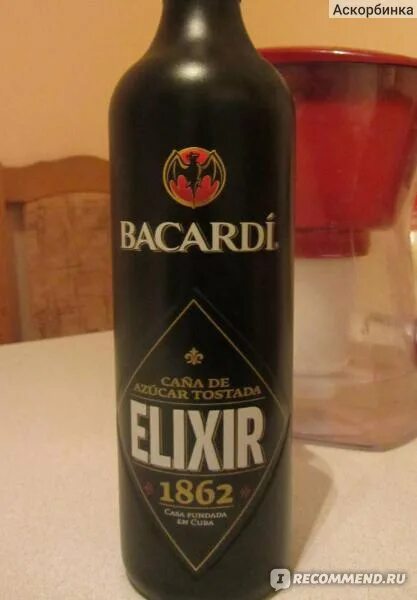 Аскорбинка
BACARDÍ
CAÑA DE
AZÚCAR TOSTADA
ELIXIR
1862
CASA FUNDADA
EN CUBA
I RECOMMEND.RU